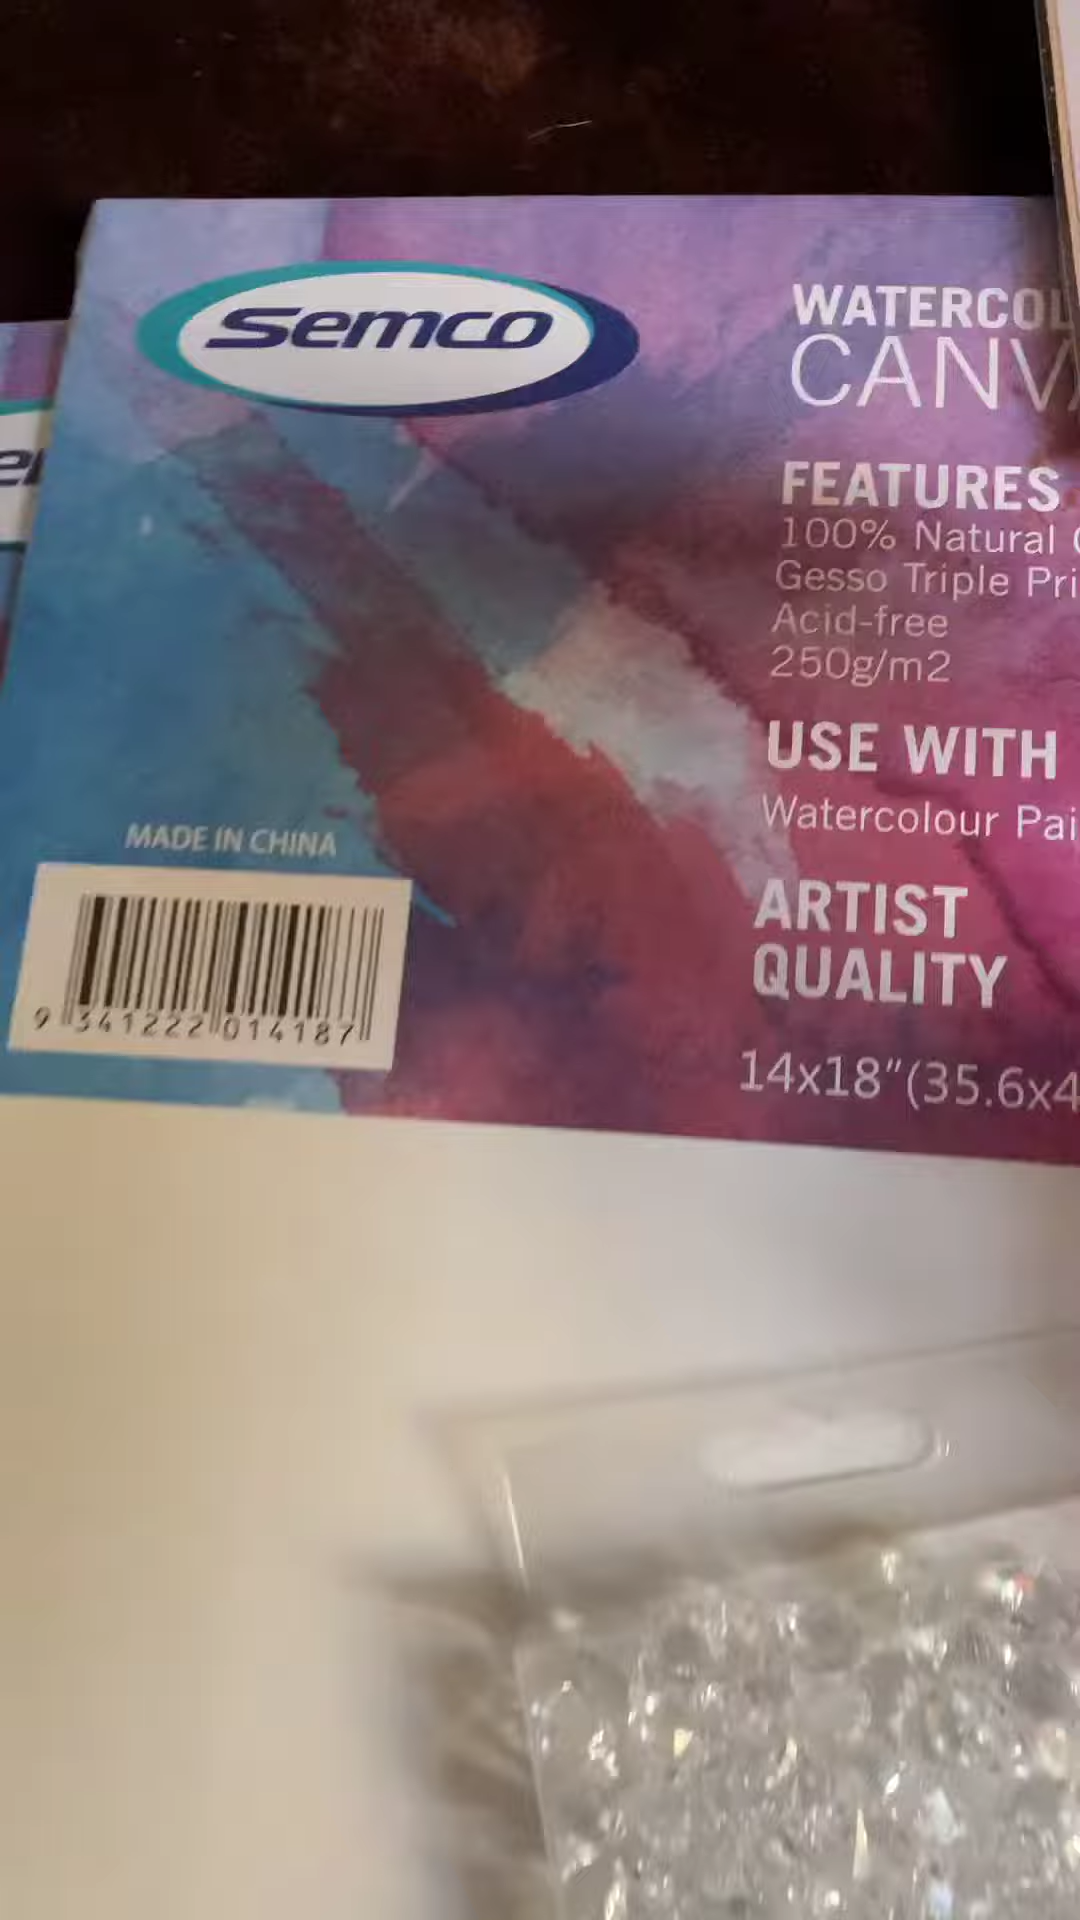 Semco
WATERCOL
CANV
FEATURES
100% Natural
Gesso Triple Pri
Acid-free
250g/m2
USE WITH
Watercolour Pai
ARTIST
QUALITY
14x18"(35.6x4
MADE IN CHINA
9 341222 014187